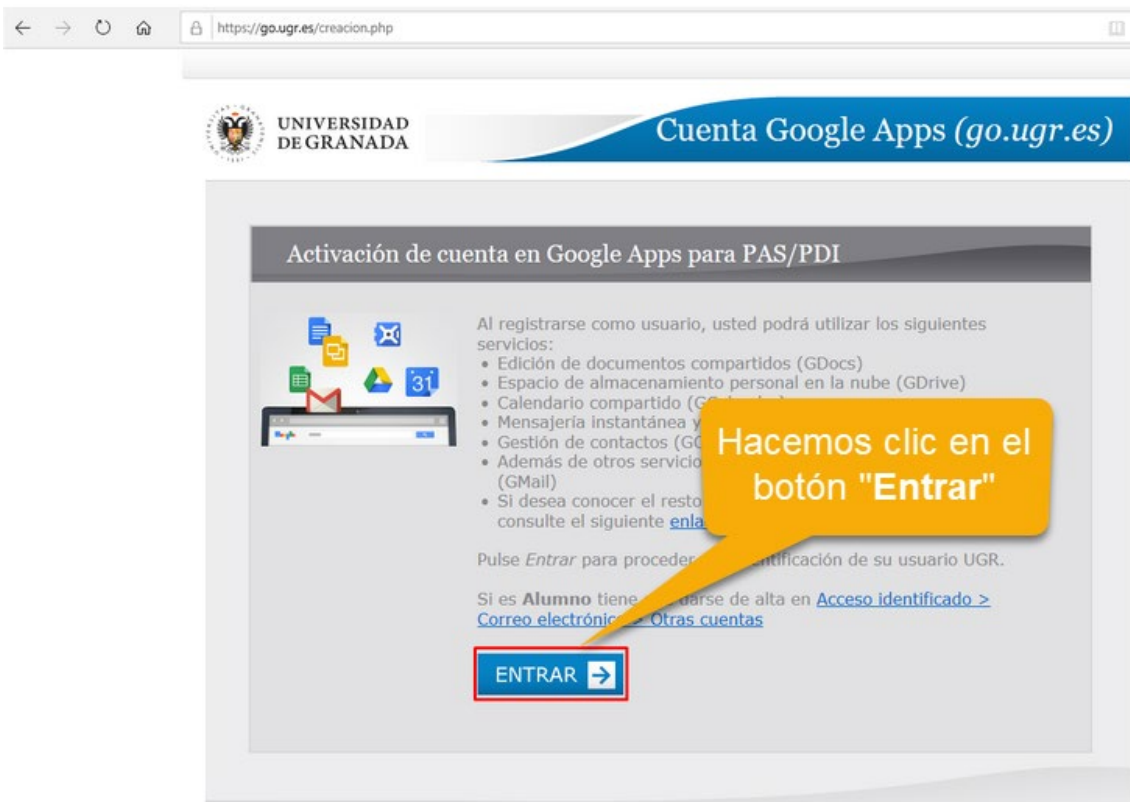 https://go.ugr.es/creacion.php
UNIVERSIDAD
DE GRANADA
Cuenta Google Apps (go.ugr.es)
Activación de cuenta en Google Apps para PAS/PDI
Al registrarse como usuario, usted podrá utilizar los siguientes
servicios:
• Edición de documentos compartidos (GDocs)
• Espacio de almacenamiento personal en la nube (GDrive)
• Calendario compartido
• Mensajería instantánea y
• Gestión de contactos
• Además de otros
(GMail)
• Si desea conocer el resto
consulte el siguiente
Hacemos clic en el
botón "Entrar"
Pulse Entrar para proceder de su usuario UGR.
Si es Alumno tiene de alta en Acceso identificado >
Correo > Otras cuentas
ENTRAR
31